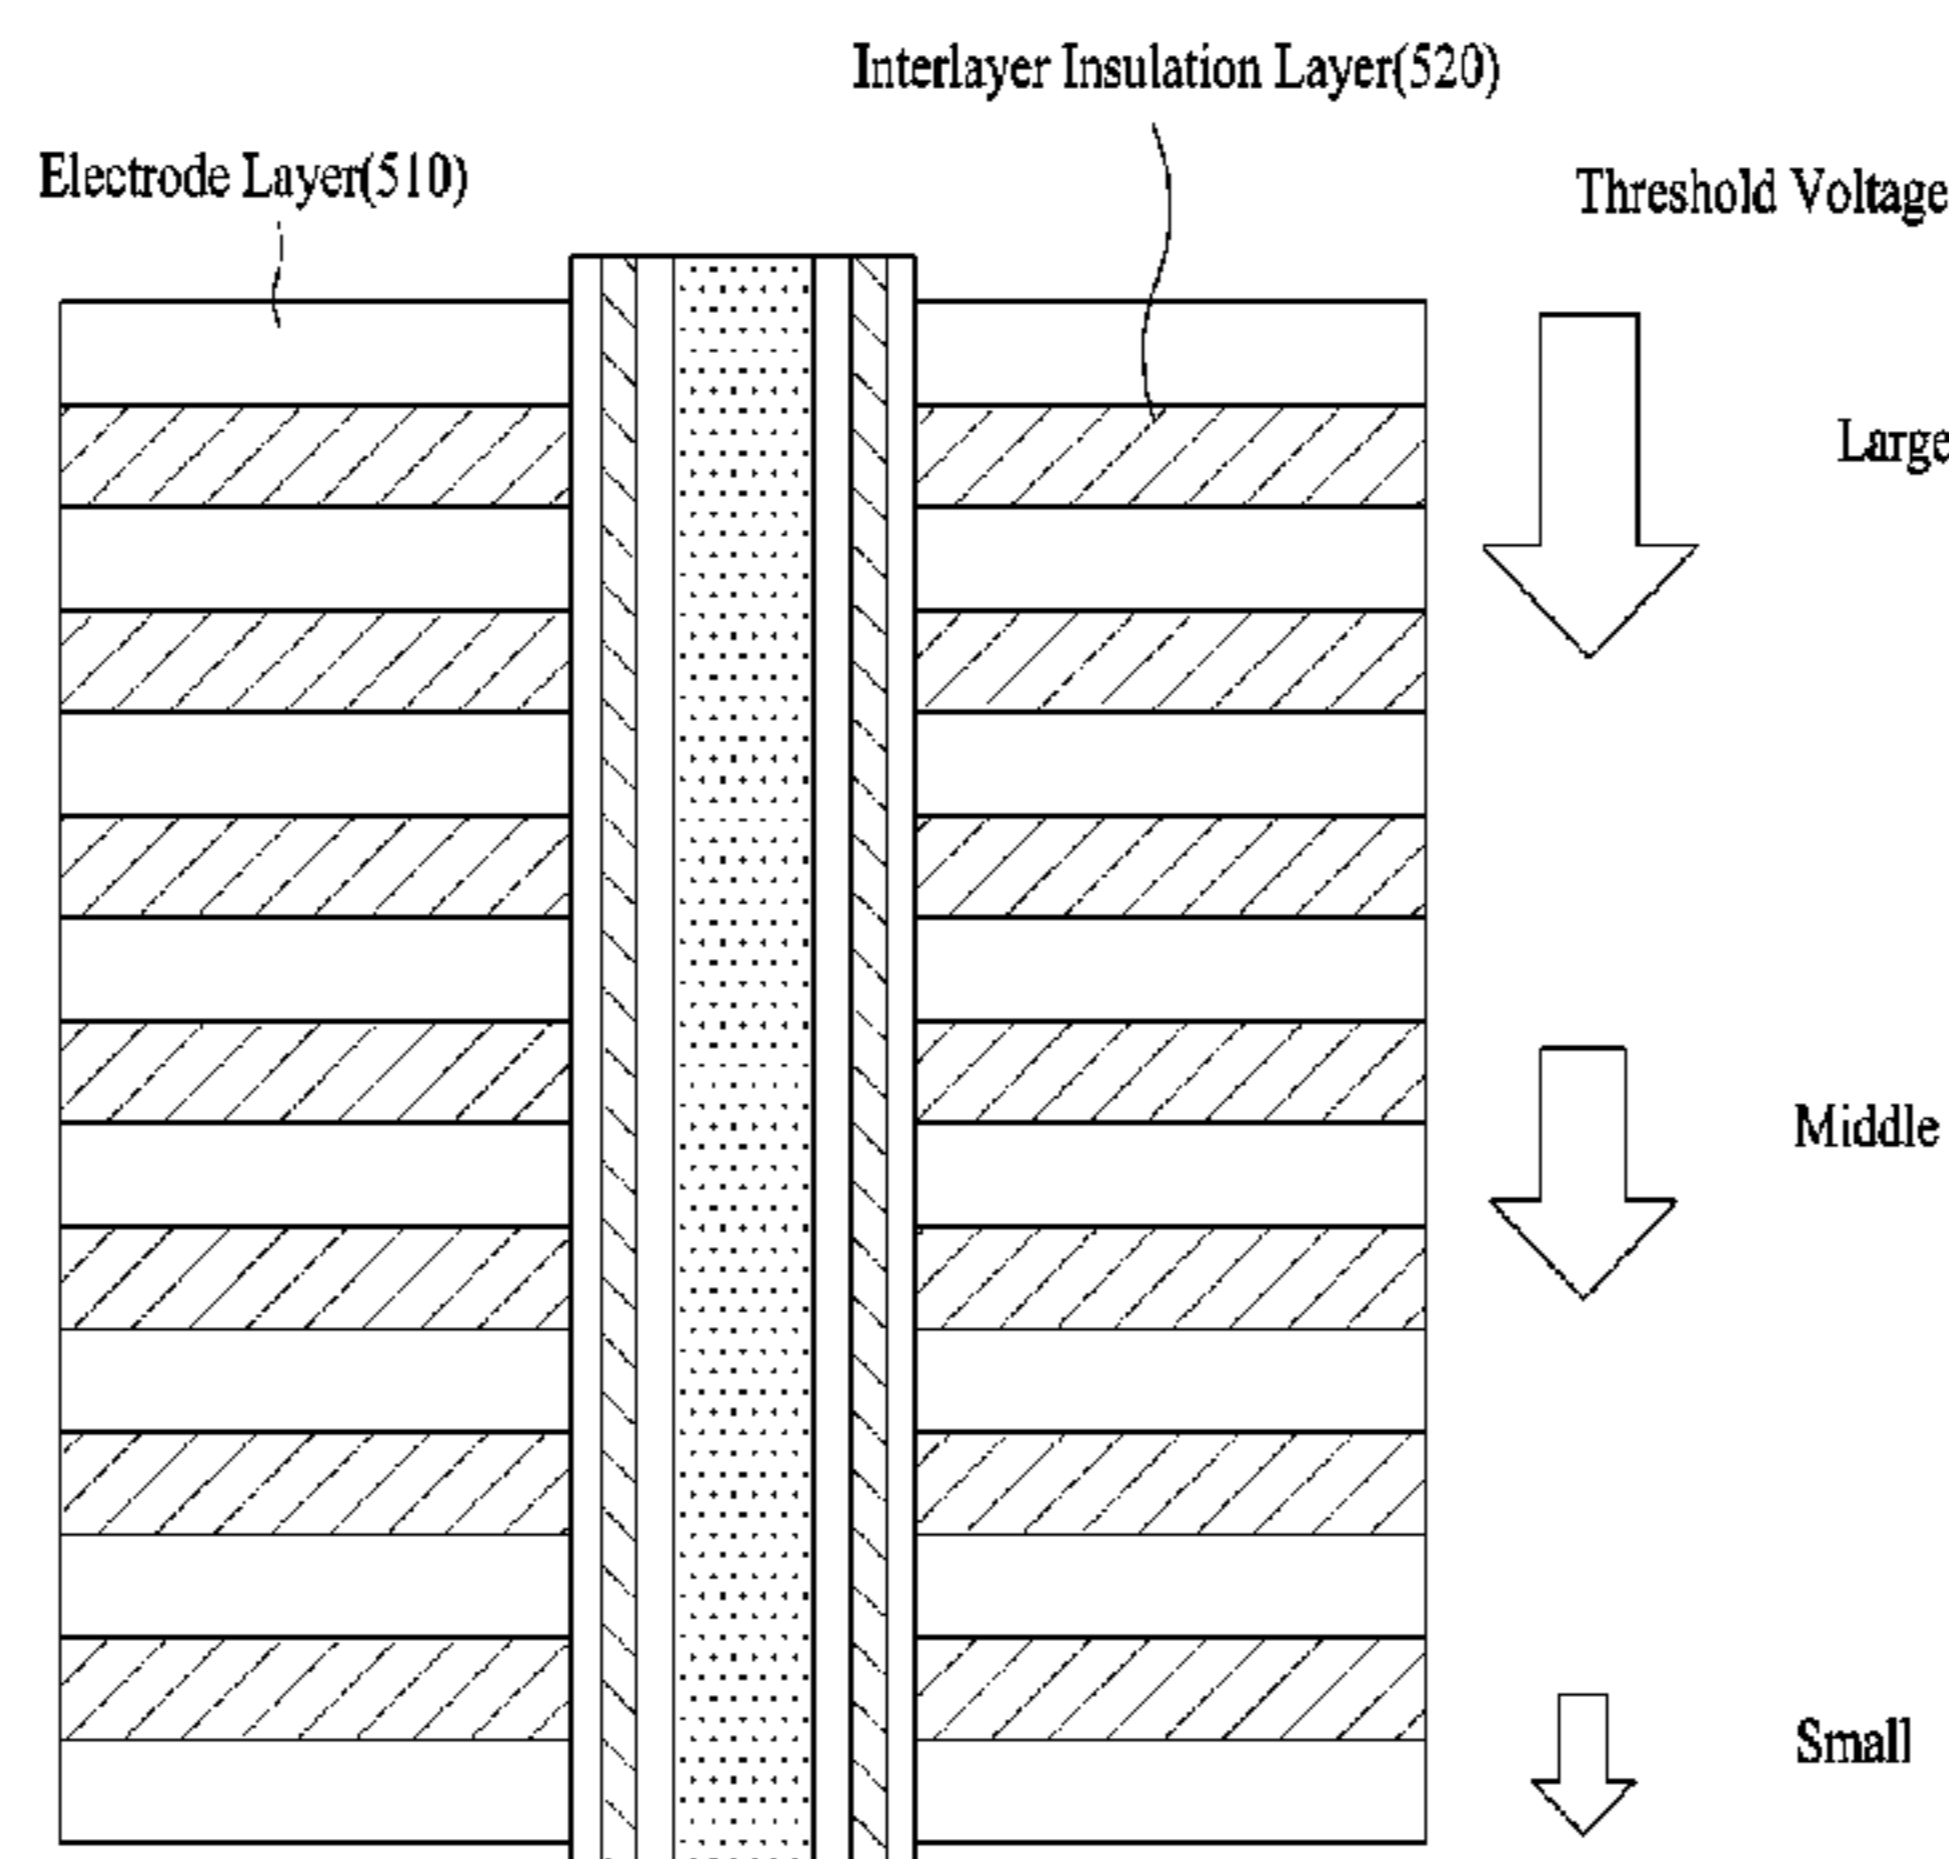 Interlayer Insulation Layer(520)
Electrode Layer(510)
Threshold Voltage
Large
Middle
Small